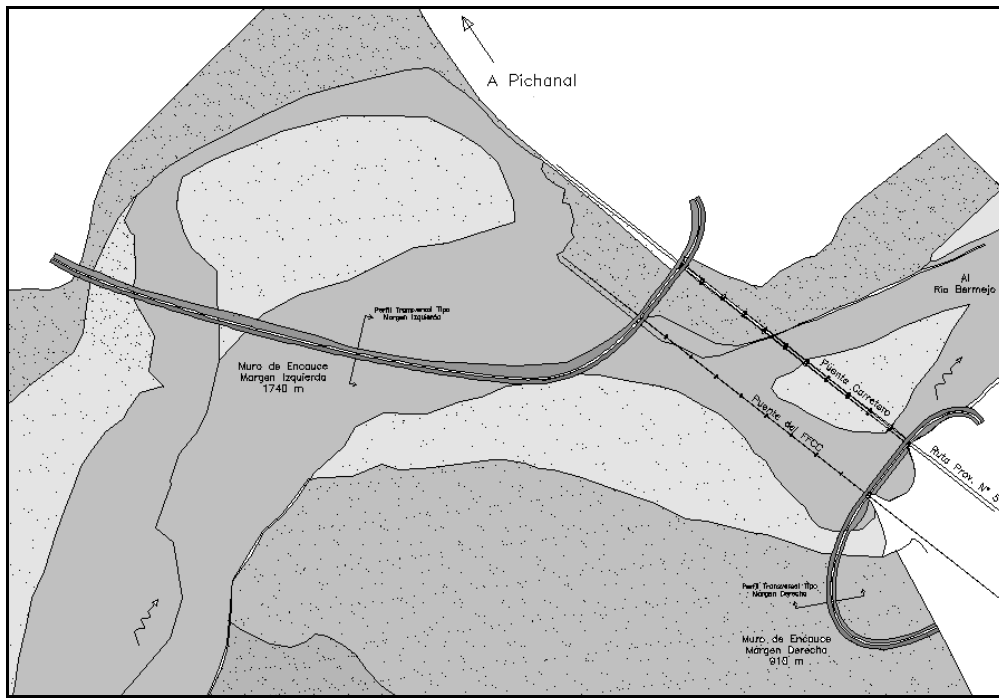 A Pichanal
Al
Río Bermejo
Perfil Transversal Tipo
Margen Izquierda
Muro de Encauce
Margen Izquierda
1740 m
Puente Carretero
Puente del FFCC
Ruta Prov. N° 5
Perfil Transversal Tipo
Margen Derecha
Muro de Encauce
Margen Derecha
910 m